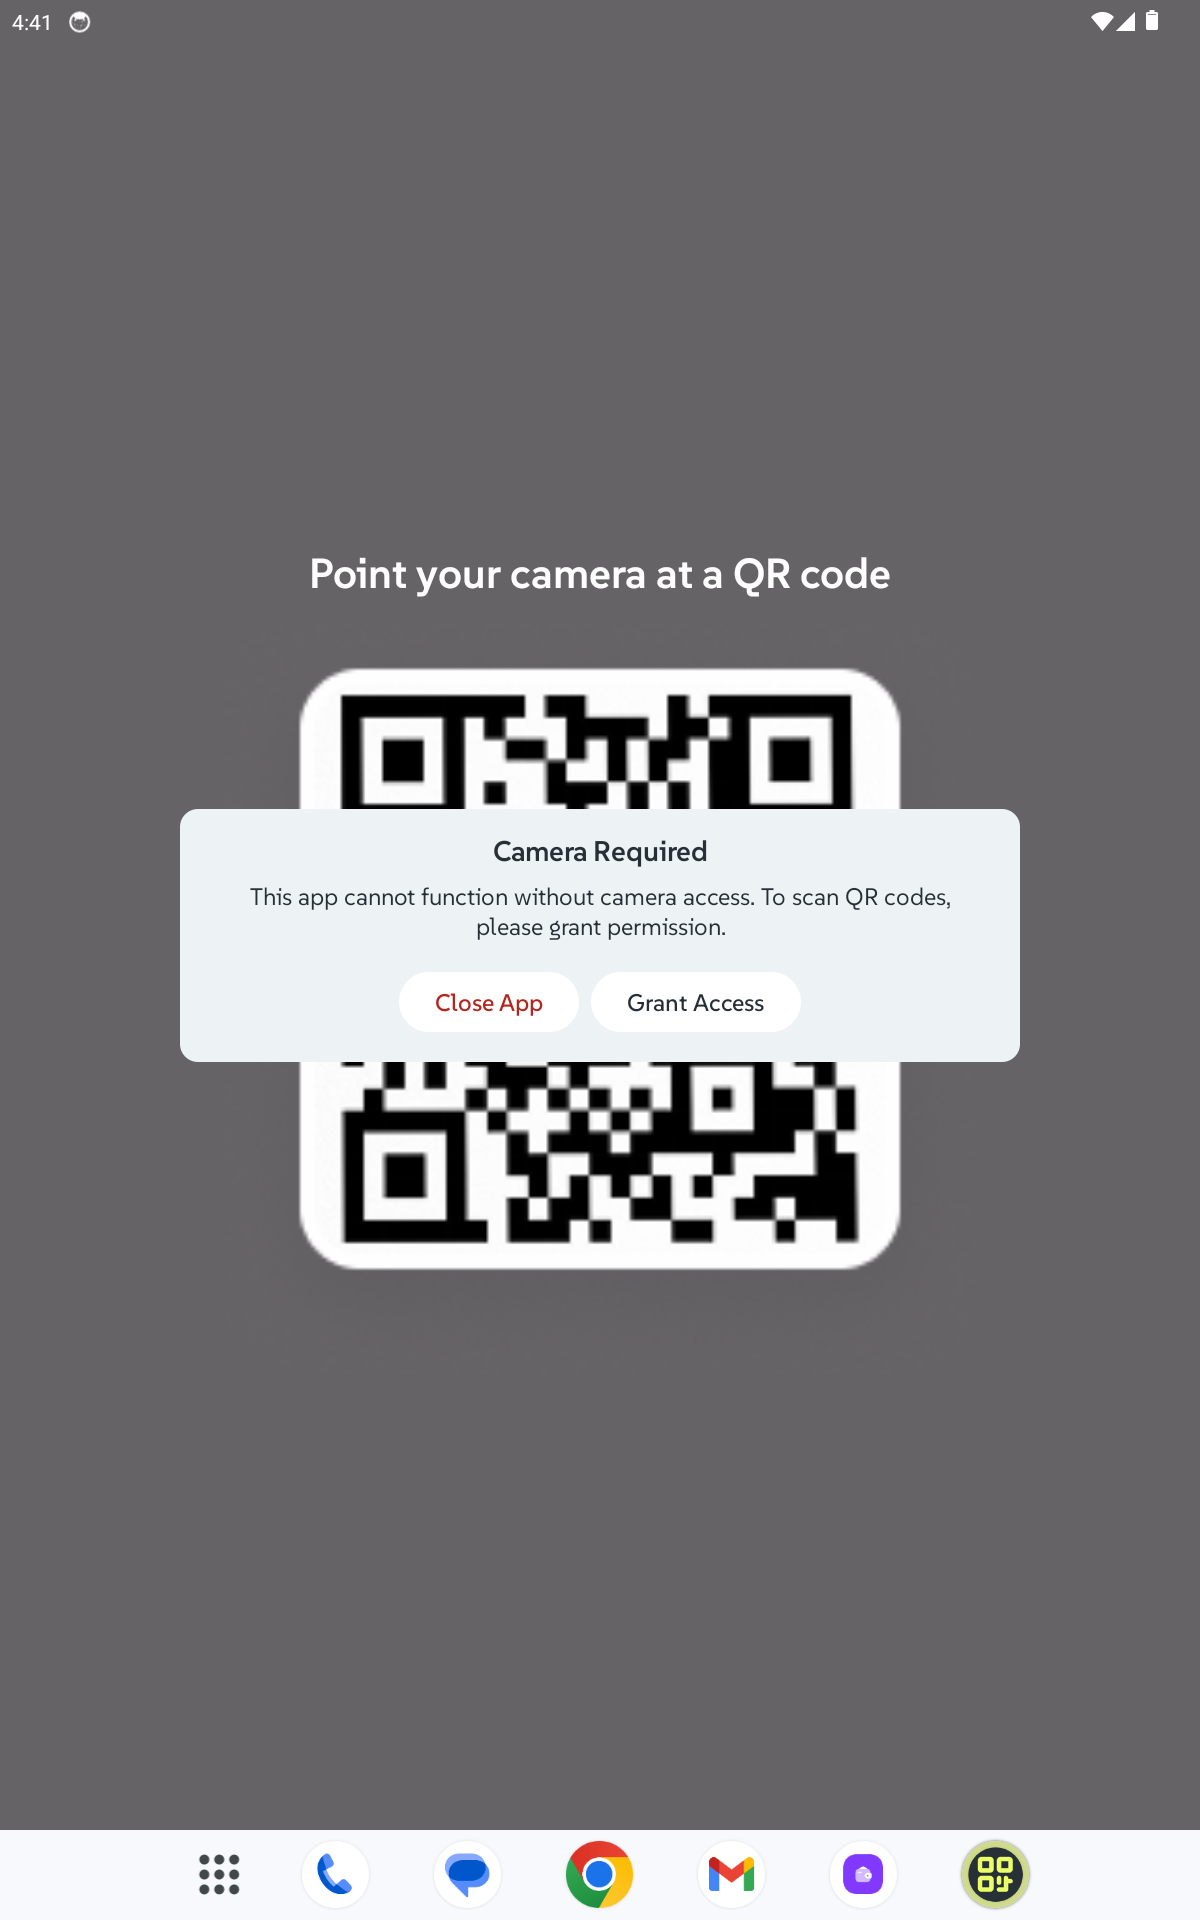 4:41
Point your camera at a QR code
Camera Required
This app cannot function without camera access. To scan QR codes,
please grant permission.
Close App
Grant Access